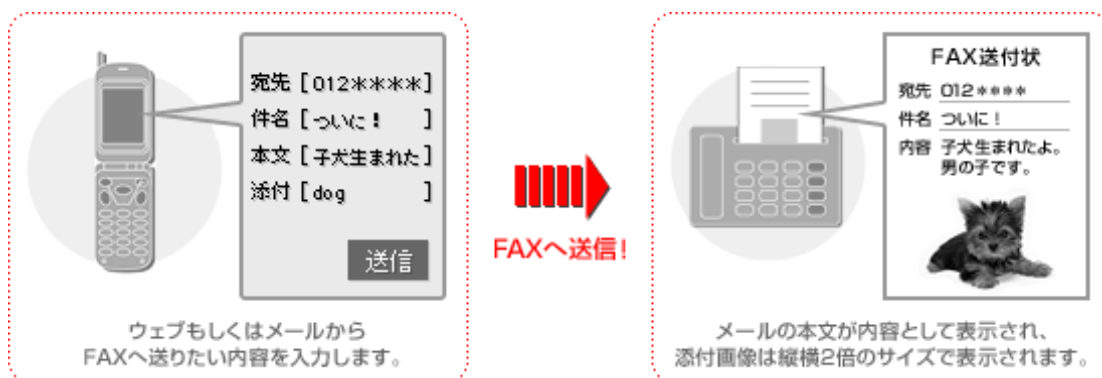 宛先 [012****]
件名 [ついに!]
本文 [子犬生まれた]
添付 [dog]
送信
ウェブもしくはメールから
FAXへ送りたい内容を入力します。
FAXへ送信!
FAX送付状
宛先 012****
件名 ついに!
内容 子犬生まれたよ。
男の子です。
メールの本文が内容として表示され、
添付画像は縦横2倍のサイズで表示されます。